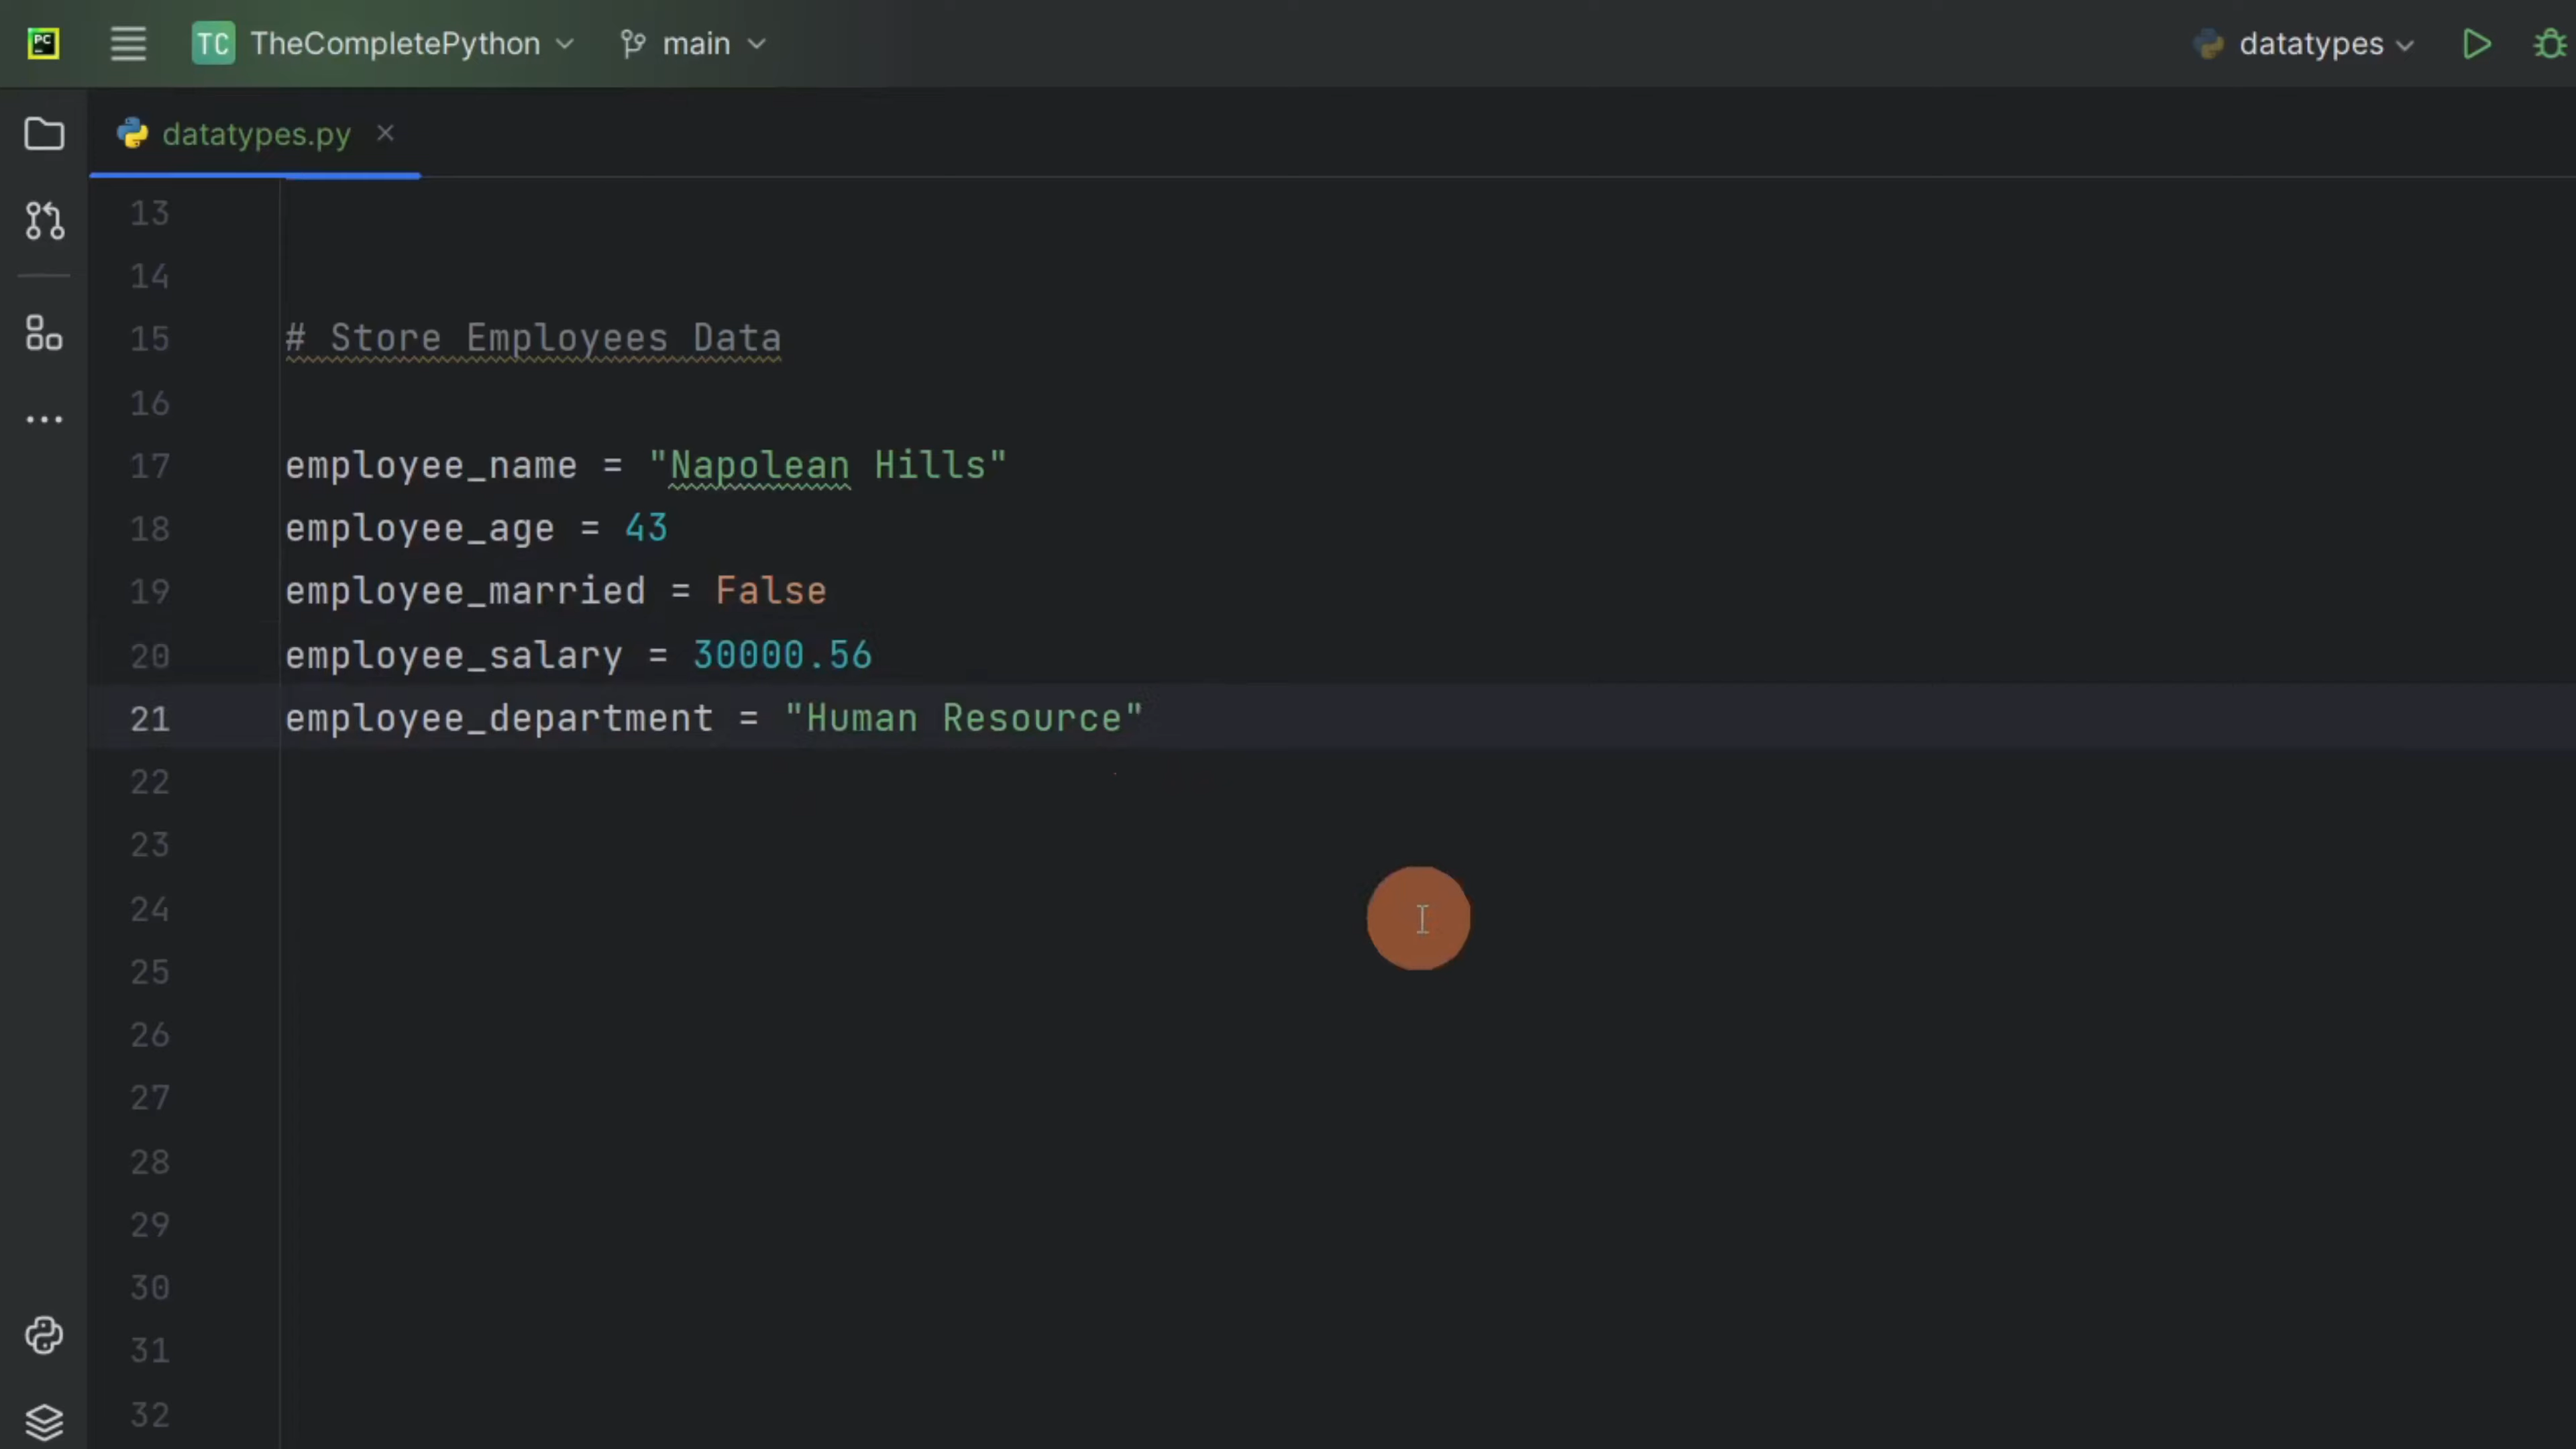 PC TC TheCompletePython main datatypes
datatypes.py
13
14
15 # Store Employees Data
16
17 employee_name = "Napolean Hills"
18 employee_age = 43
19 employee_married = False
20 employee_salary = 30000.56
21 employee_department = "Human Resource"
22
23
24
25
26
27
28
29
30
31
32